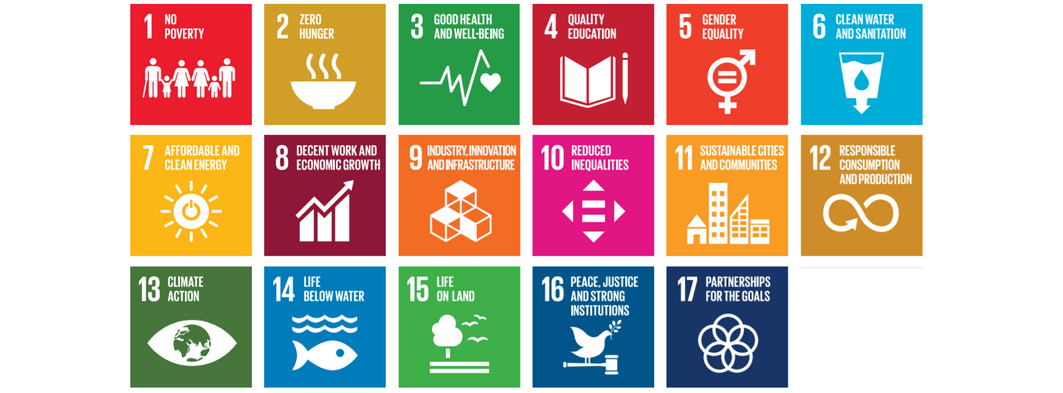 1 NO
POVERTY
2 ZERO
HUNGER
3 GOOD HEALTH
AND WELL-BEING
4 QUALITY
EDUCATION
5 GENDER
EQUALITY
6 CLEAN WATER
AND SANITATION
7 AFFORDABLE AND
CLEAN ENERGY
8 DECENT WORK AND
ECONOMIC GROWTH
9 INDUSTRY, INNOVATION
AND INFRASTRUCTURE
10 REDUCED
INEQUALITIES
11 SUSTAINABLE CITIES
AND COMMUNITIES
12 RESPONSIBLE
CONSUMPTION
AND PRODUCTION
13 CLIMATE
ACTION
14 LIFE
BELOW WATER
15 LIFE
ON LAND
16 PEACE, JUSTICE
AND STRONG
INSTITUTIONS
17 PARTNERSHIPS
FOR THE GOALS